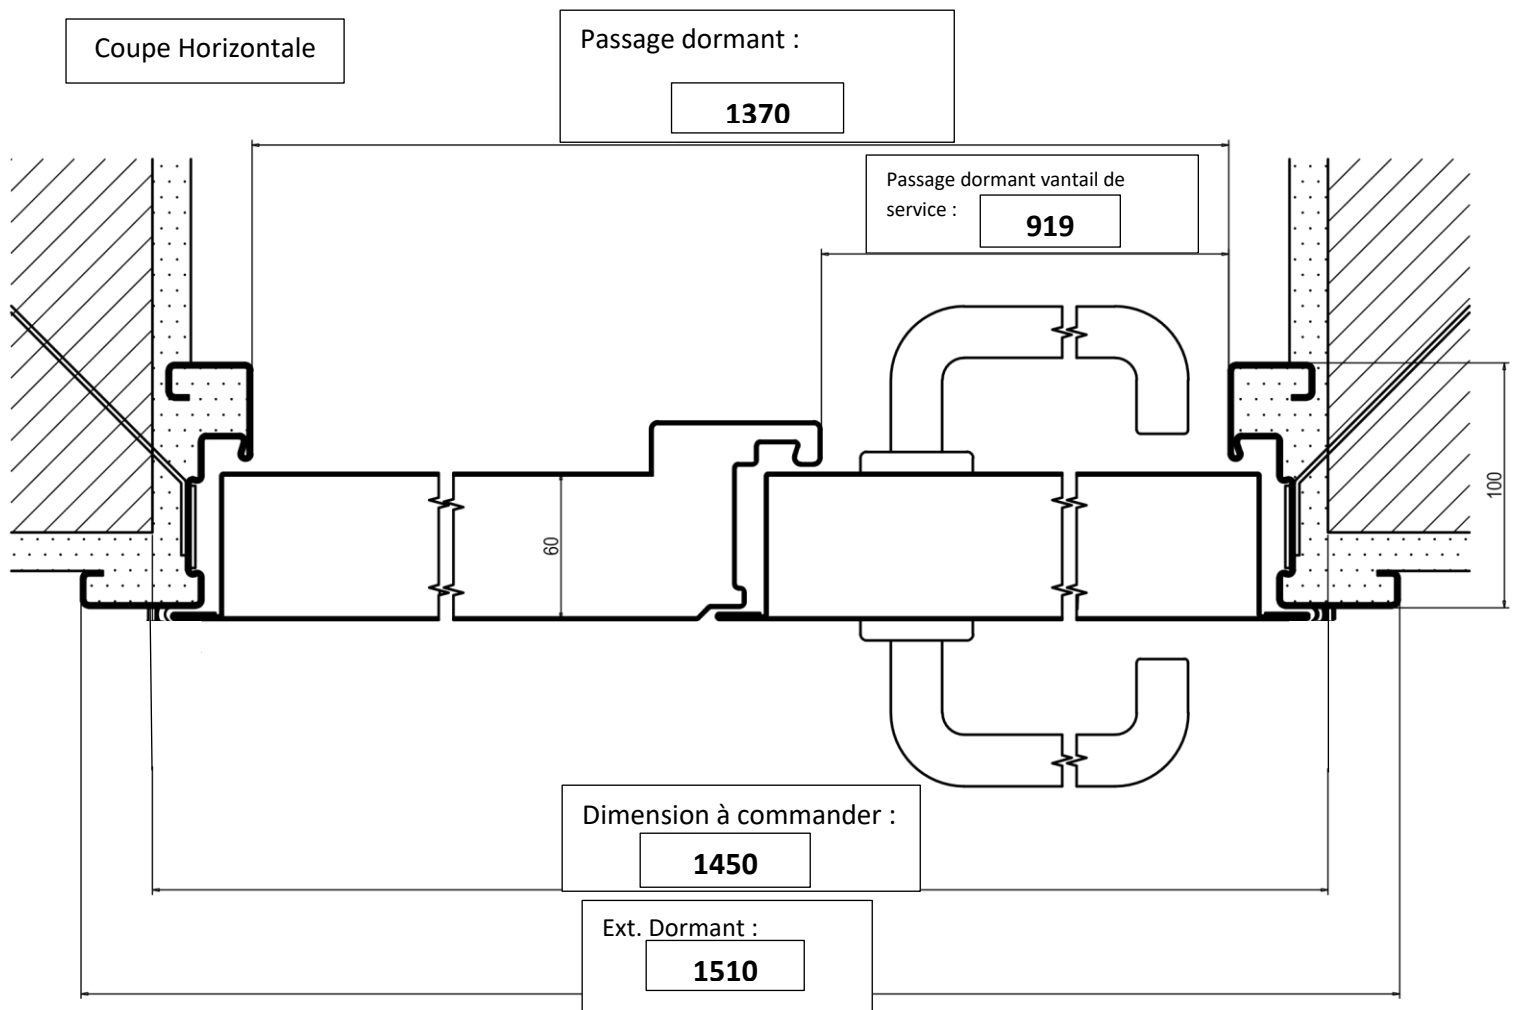 Coupe Horizontale
Passage dormant :
1370
Passage dormant vantail de
service :
919
100
60
Dimension à commander :
1450
Ext. Dormant :
1510